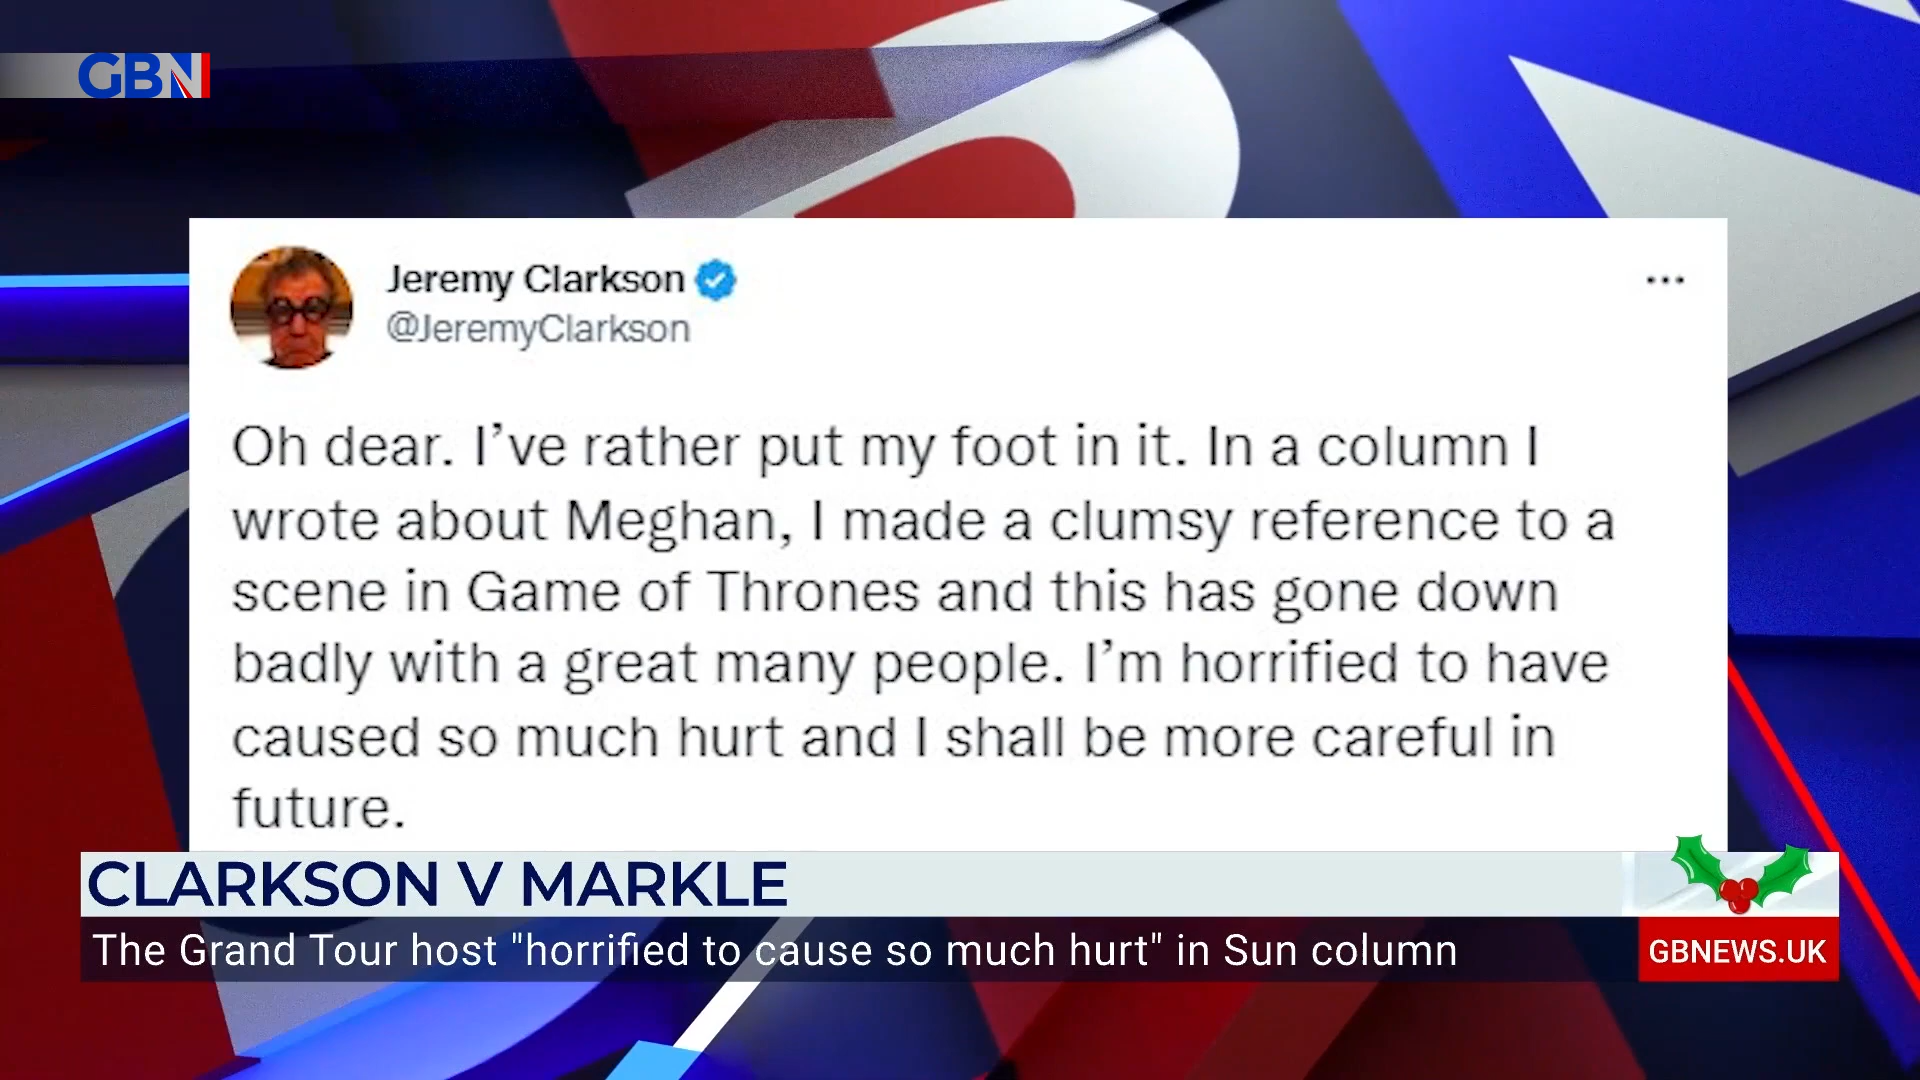 GBN
Jeremy Clarkson
@JeremyClarkson
Oh dear. I’ve rather put my foot in it. In a column I
wrote about Meghan, I made a clumsy reference to a
scene in Game of Thrones and this has gone down
badly with a great many people. I’m horrified to have
caused so much hurt and I shall be more careful in
future.
CLARKSON V MARKLE
The Grand Tour host "horrified to cause so much hurt" in Sun column
GBNEWS.UK